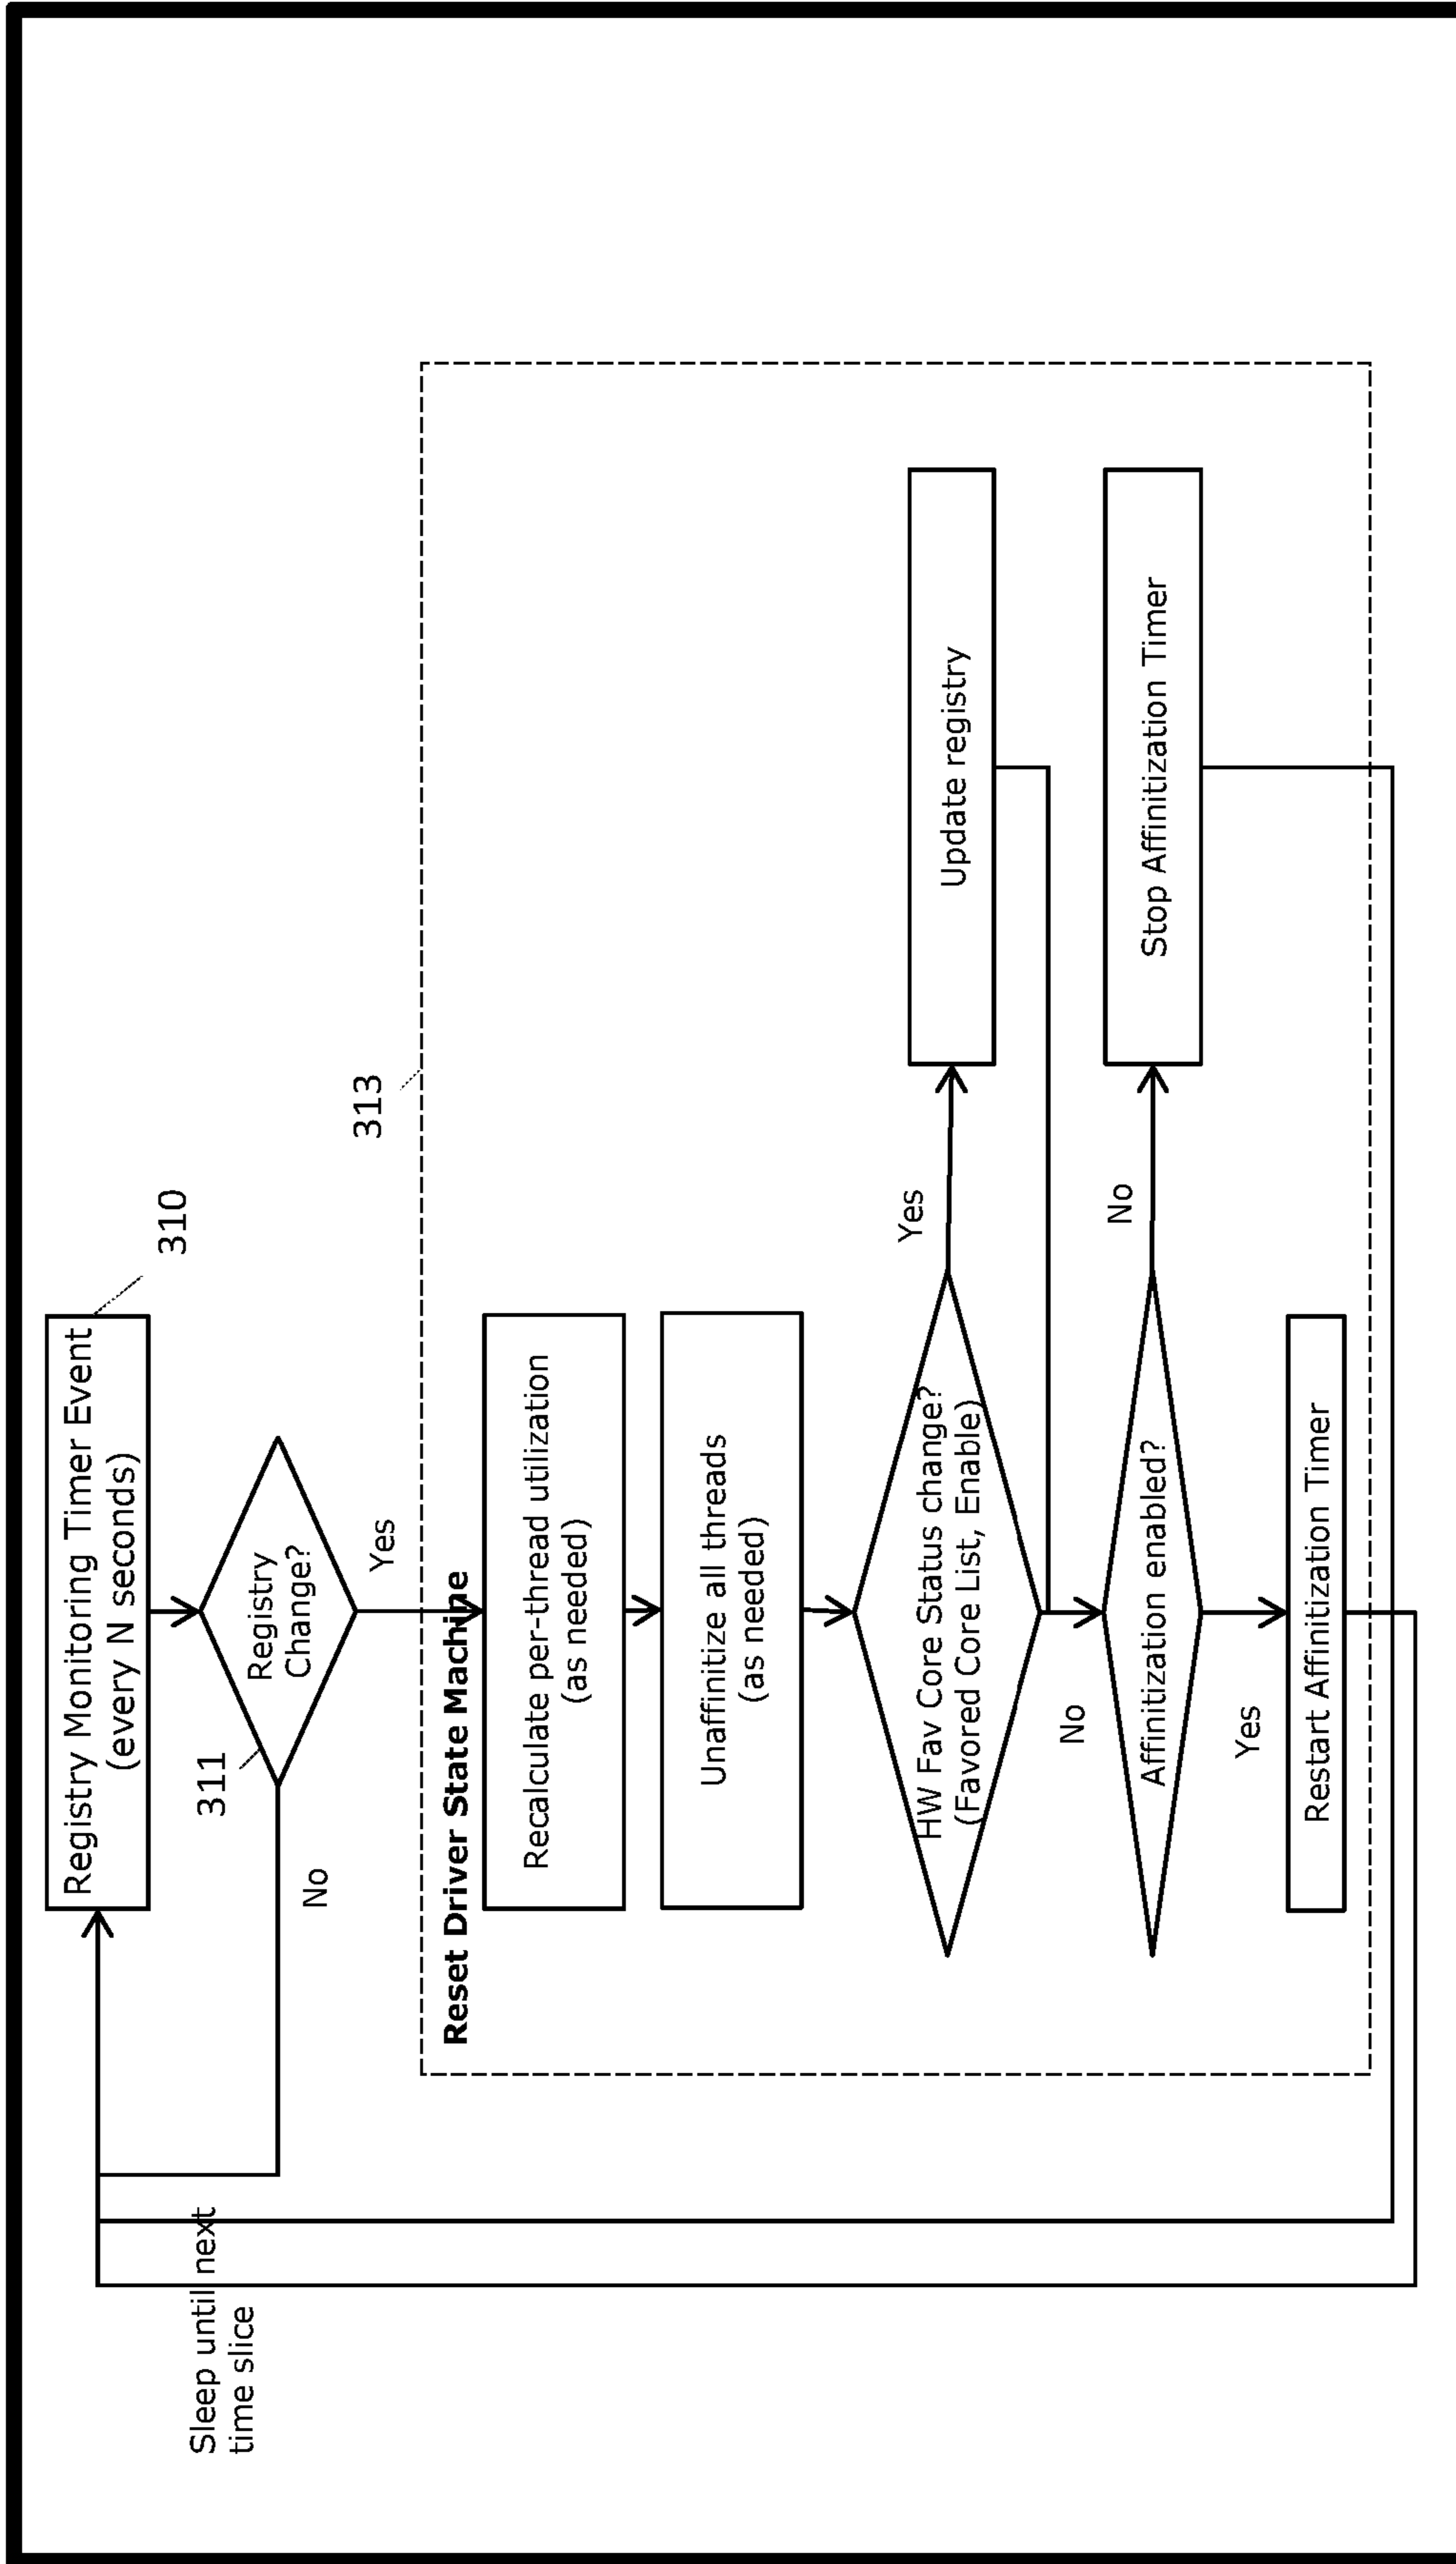 Registry Monitoring Timer Event
(every N seconds)
310
311
Registry
Change?
No
Yes
Sleep until next
time slice
313
Reset Driver State Machine
Recalculate per-thread utilization
(as needed)
Unaffinitize all threads
(as needed)
HW Fav Core Status change?
(Favored Core List, Enable)
Yes
Update registry
No
Affinitization enabled?
No
Stop Affinitization Timer
Yes
Restart Affinitization Timer